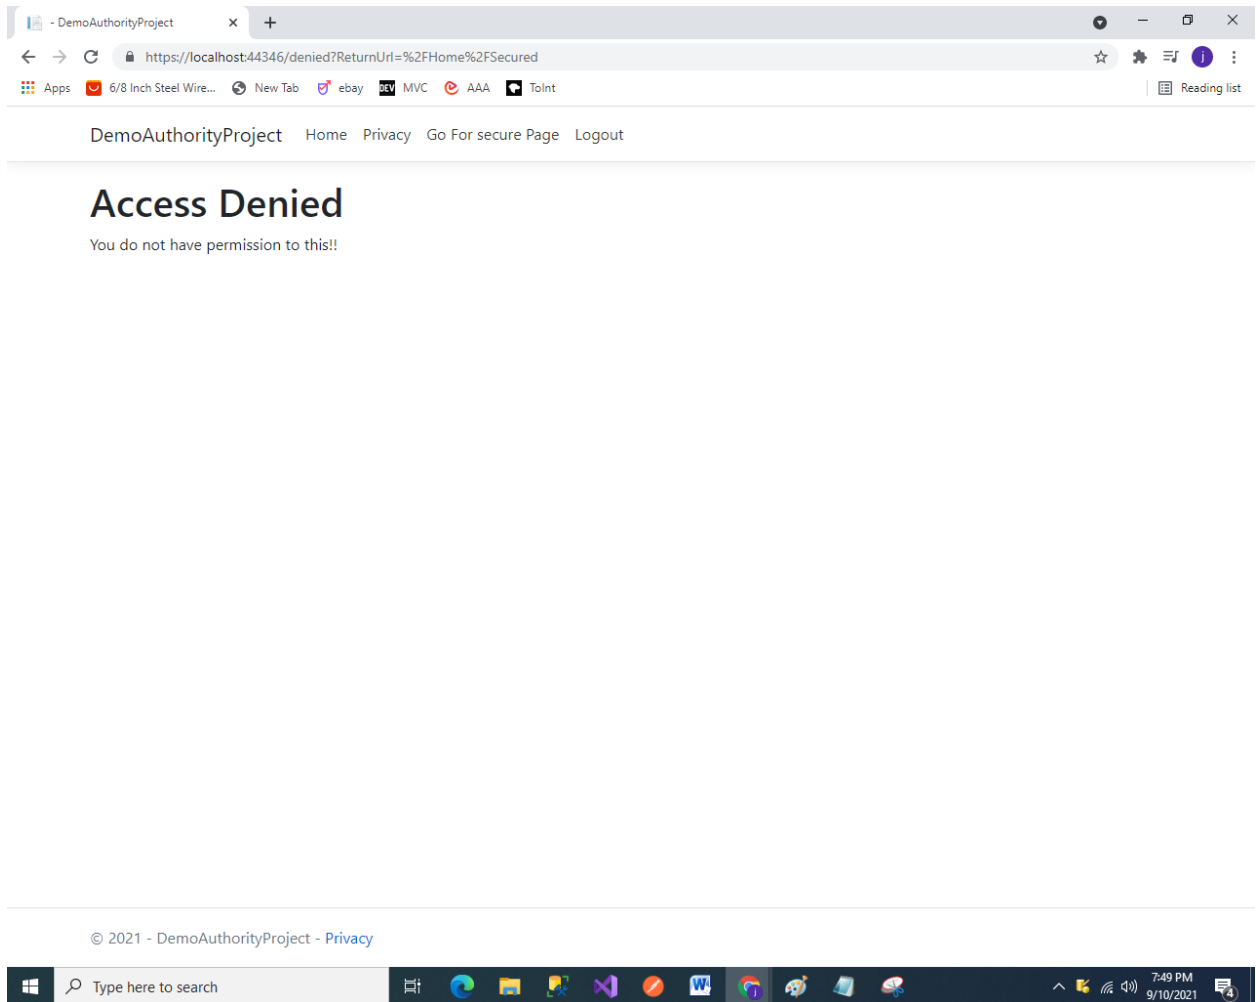 - DemoAuthorityProject
https://localhost:44346/denied?ReturnUrl=%2FHome%2FSecured
j
Apps 6/8 Inch Steel Wire... New Tab ebay DEV MVC AAA ToInt Reading list
DemoAuthorityProject Home Privacy Go For secure Page Logout
Access Denied
You do not have permission to this!!
© 2021 - DemoAuthorityProject - Privacy
Type here to search
7:49 PM
9/10/2021
4